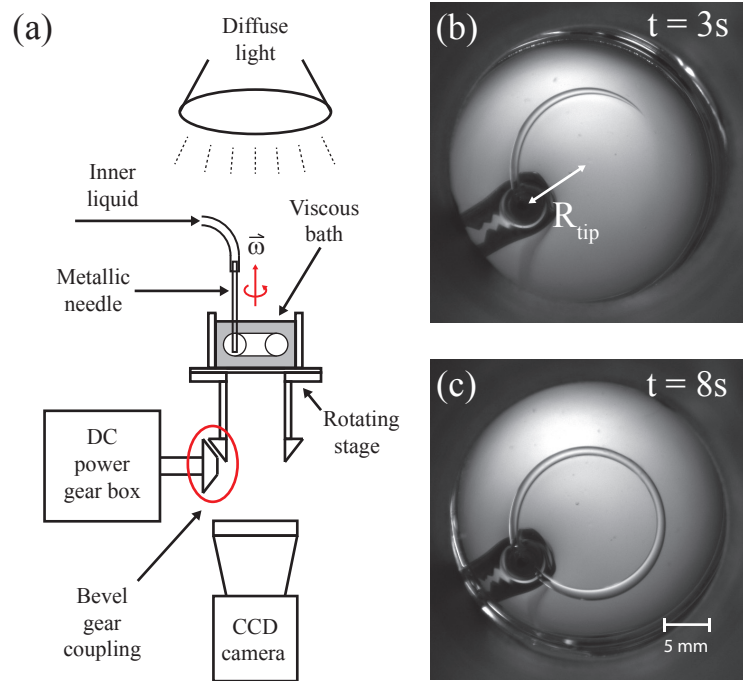 (a)
Diffuse
light
Inner
liquid
Viscous
bath
ω
Metallic
needle
Rotating
stage
DC
power
gear box
Bevel
gear
coupling
CCD
camera
(b)
t = 3s
R_tip
(c)
t = 8s
5 mm